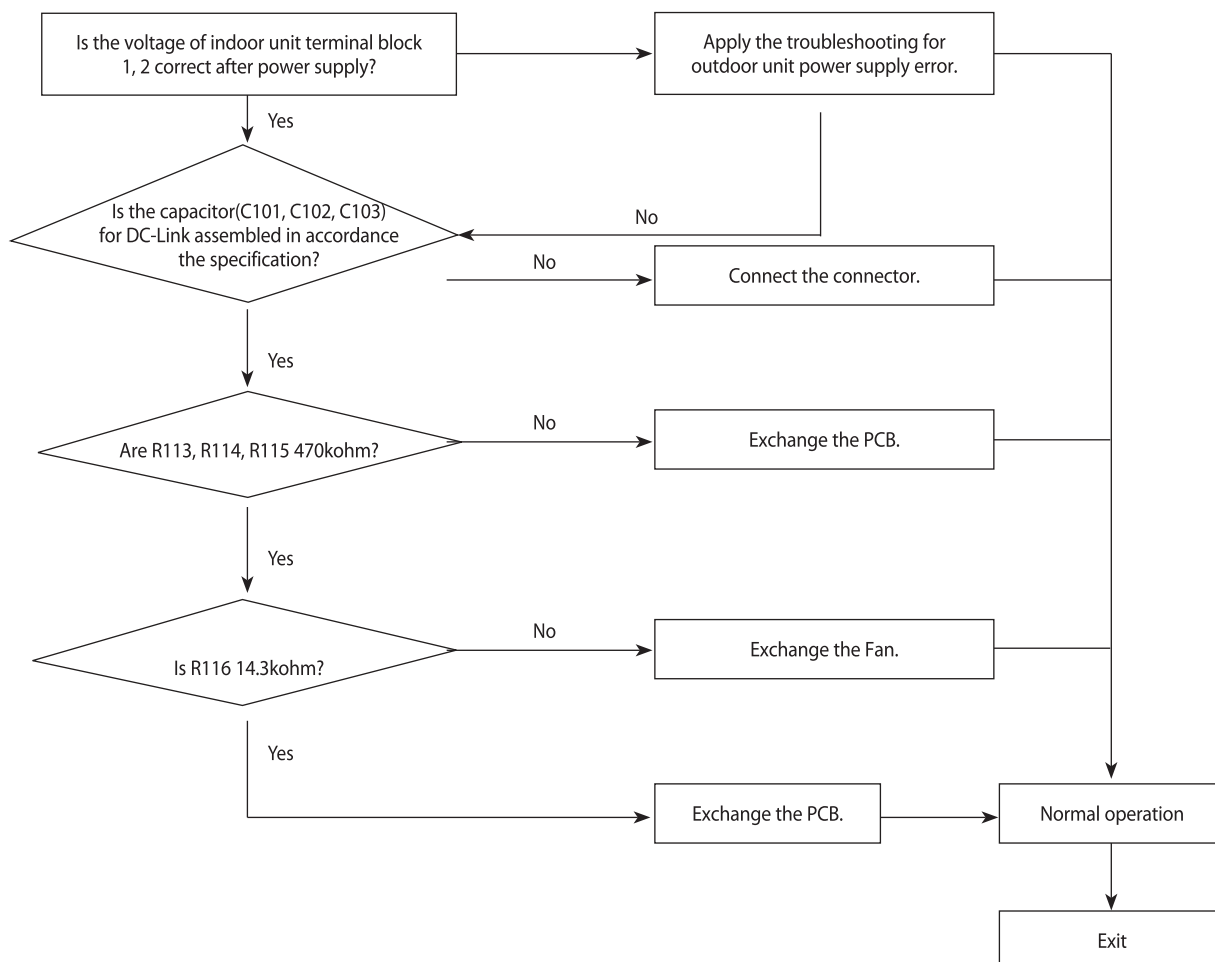 Is the voltage of indoor unit terminal block
1, 2 correct after power supply?
Apply the troubleshooting for
outdoor unit power supply error.
Yes
Is the capacitor(C101, C102, C103)
for DC-Link assembled in accordance
the specification?
No
No
Connect the connector.
Yes
Are R113, R114, R115 470kohm?
No
Exchange the PCB.
Yes
Is R116 14.3kohm?
No
Exchange the Fan.
Yes
Exchange the PCB.
Normal operation
Exit